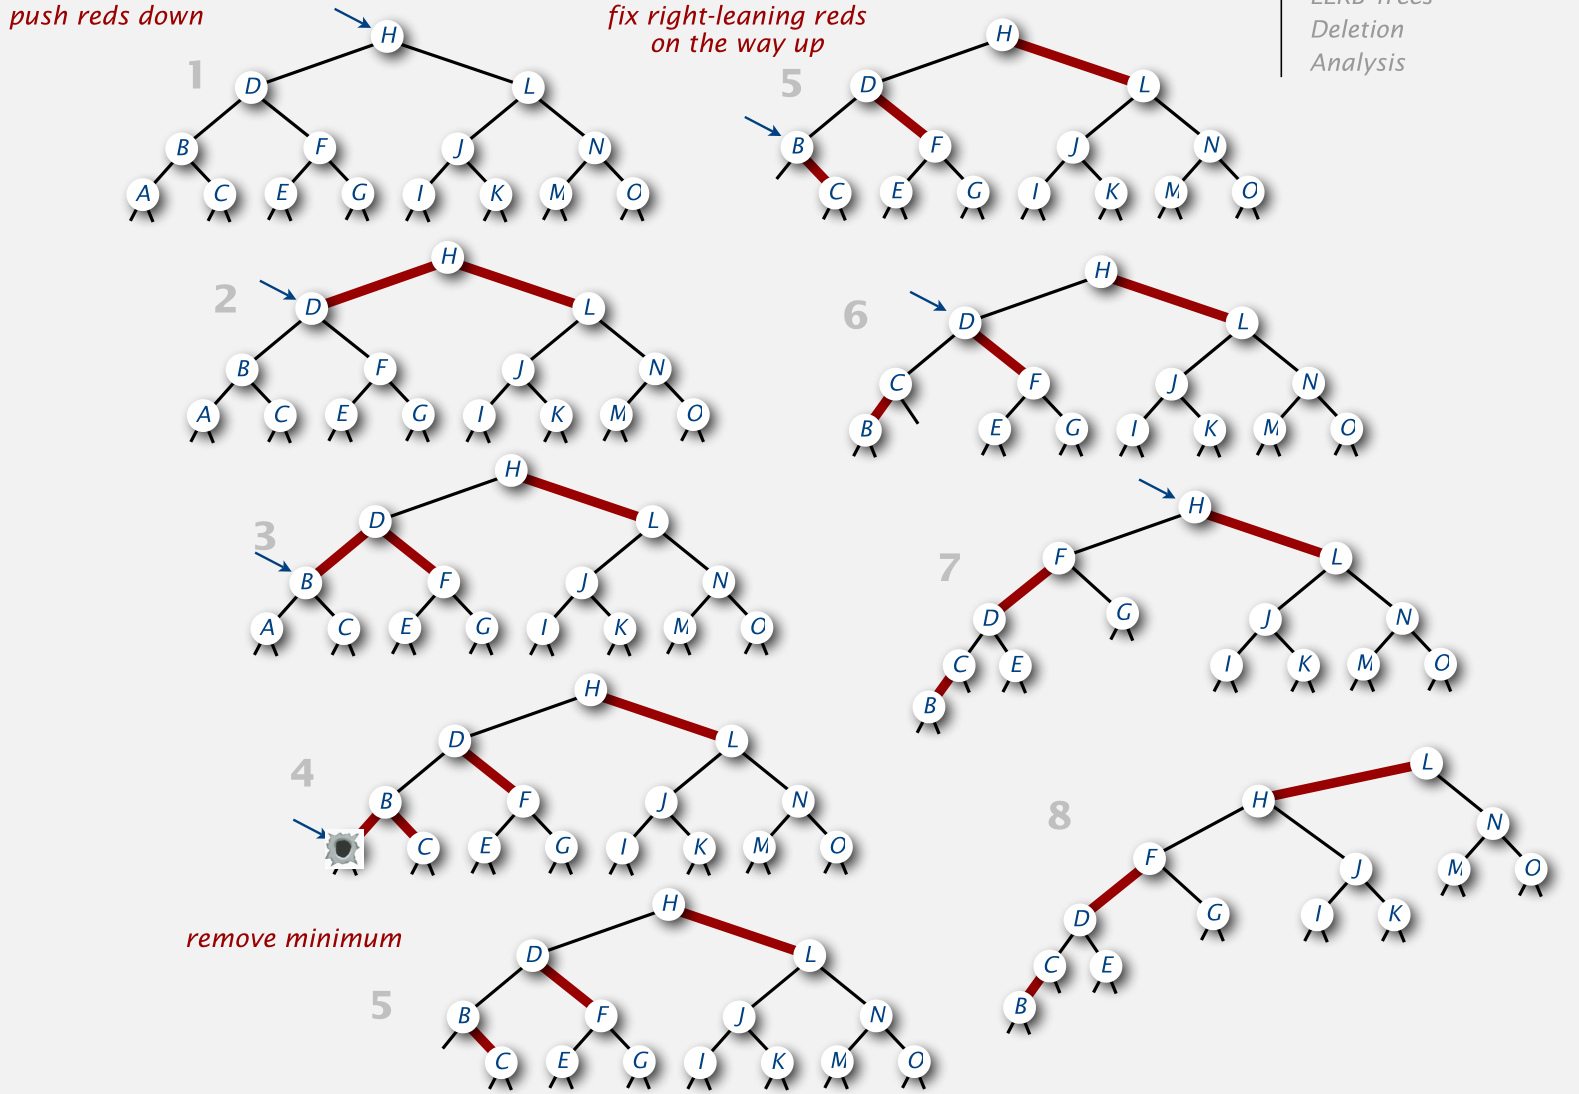 push reds down
1
H
D L
B F J N
A C E G I K M O
2
H
D L
B F J N
A C E G I K M O
3
H
D L
B F J N
A C E G I K M O
4
H
D L
B F J N
C E G I K M O
remove minimum
5
H
D L
B F J N
C E G I K M O
fix right-leaning reds
on the way up
5
H
D L
B F J N
C E G I K M O
6
H
D L
C F J N
B E G I K M O
7
H
F L
D G J N
C E I K M O
B
8
L
H N
F J M O
D G I K
C E
B
Deletion
Analysis